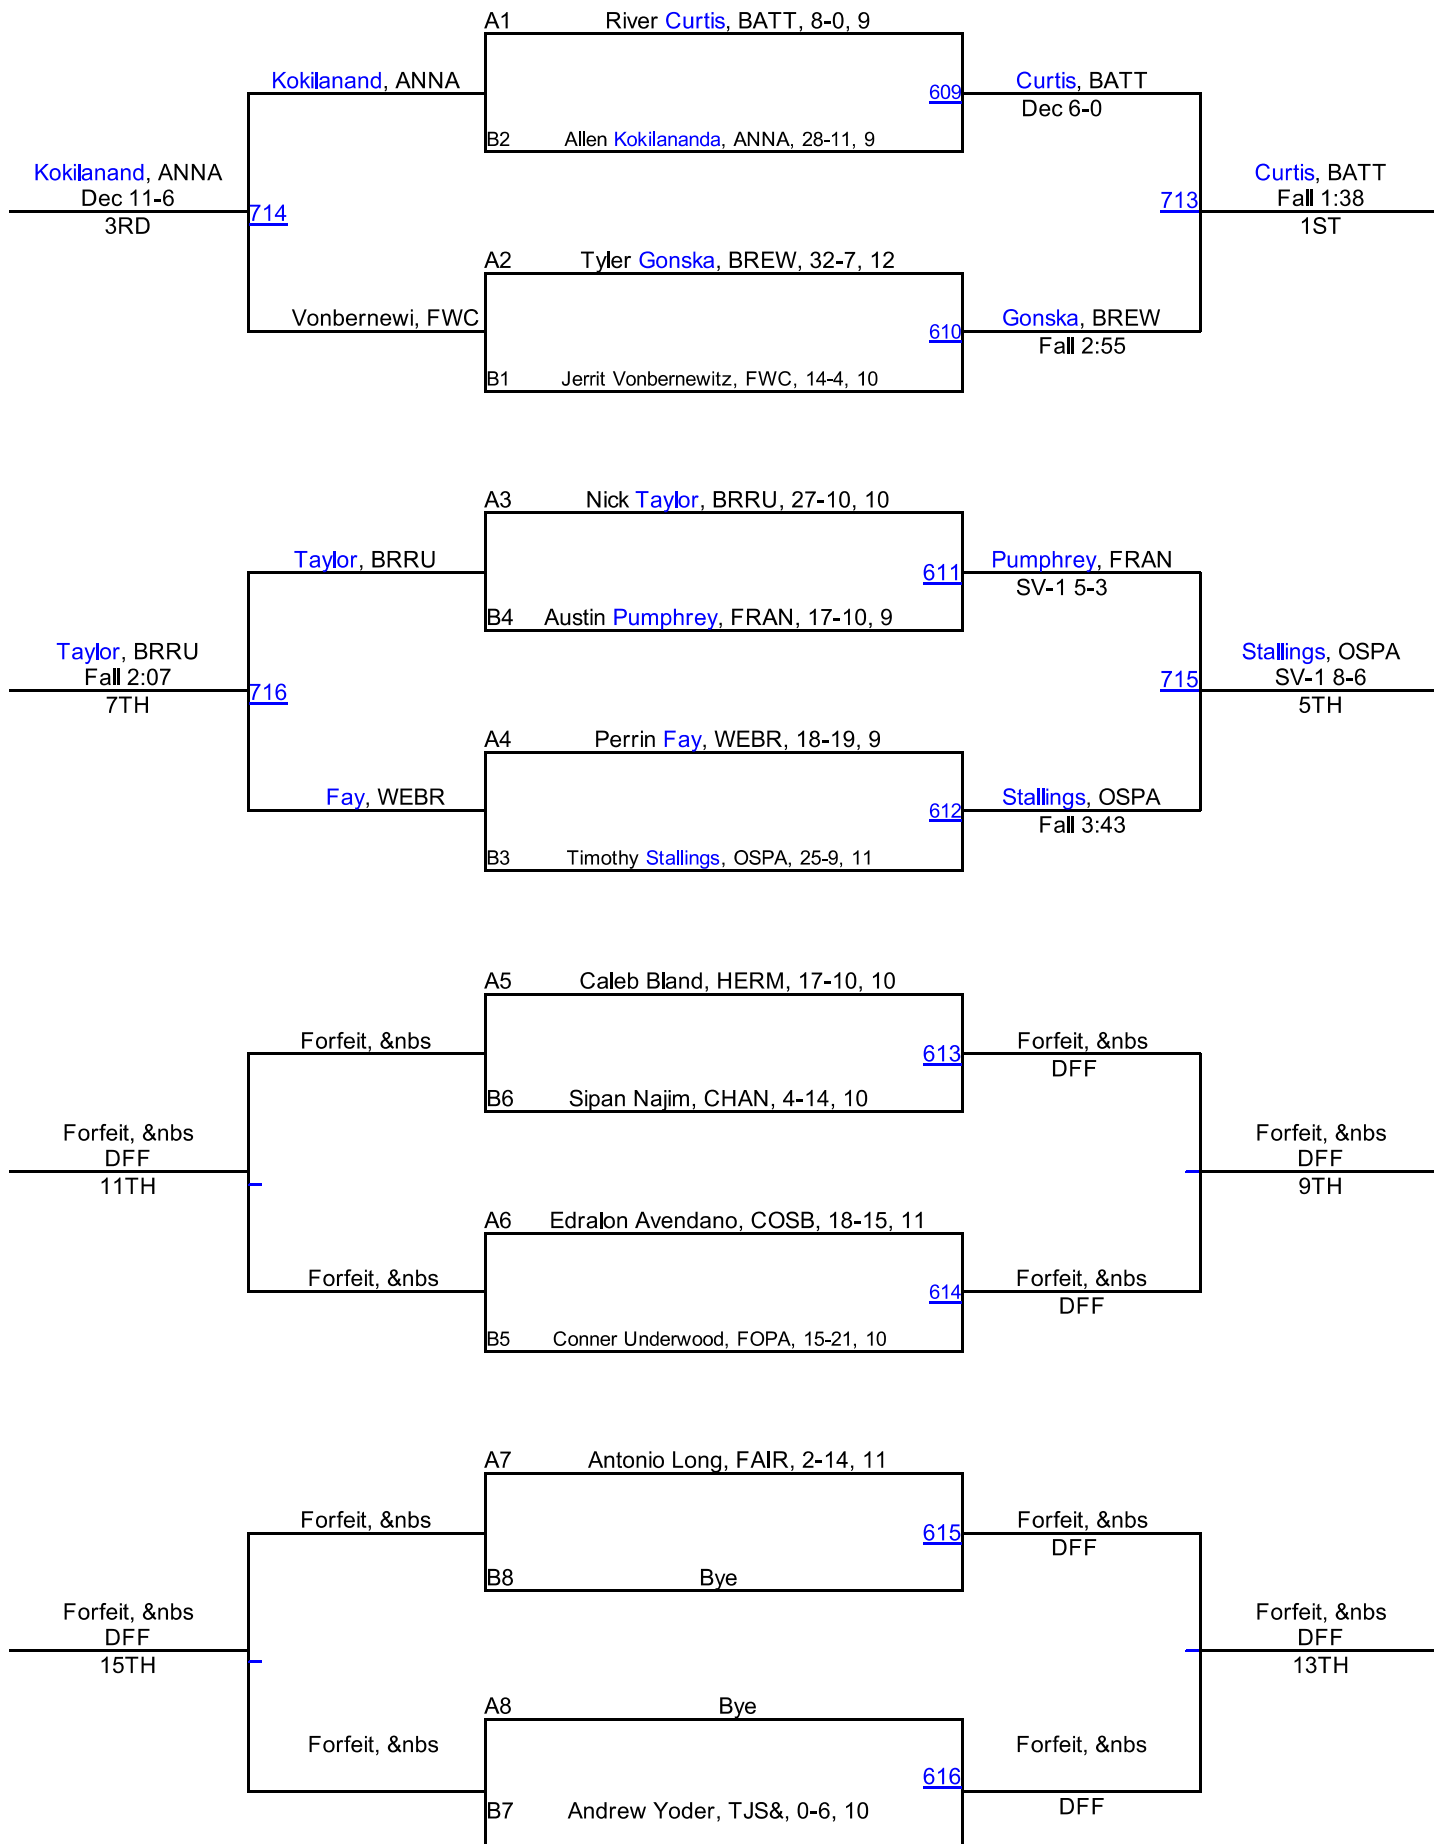 A1 River Curtis, BATT, 8-0, 9
Kokilanand, ANNA
609
Curtis, BATT
Dec 6-0
B2 Allen Kokilananda, ANNA, 28-11, 9
Kokilanand, ANNA
Dec 11-6
3RD
714
713
Curtis, BATT
Fall 1:38
1ST
A2 Tyler Gonska, BREW, 32-7, 12
Vonbernewi, FWC
610
Gonska, BREW
Fall 2:55
B1 Jerrit Vonbernewitz, FWC, 14-4, 10
A3 Nick Taylor, BRRU, 27-10, 10
Taylor, BRRU
611
Pumphrey, FRAN
SV-1 5-3
B4 Austin Pumphrey, FRAN, 17-10, 9
Taylor, BRRU
Fall 2:07
7TH
716
715
Stallings, OSPA
SV-1 8-6
5TH
A4 Perrin Fay, WEBR, 18-19, 9
Fay, WEBR
612
Stallings, OSPA
Fall 3:43
B3 Timothy Stallings, OSPA, 25-9, 11
A5 Caleb Bland, HERM, 17-10, 10
Forfeit, &nbs
613
Forfeit, &nbs
DFF
B6 Sipan Najim, CHAN, 4-14, 10
Forfeit, &nbs
DFF
11TH
Forfeit, &nbs
DFF
9TH
A6 Edralon Avendano, COSB, 18-15, 11
Forfeit, &nbs
614
Forfeit, &nbs
DFF
B5 Conner Underwood, FOPA, 15-21, 10
A7 Antonio Long, FAIR, 2-14, 11
Forfeit, &nbs
615
Forfeit, &nbs
DFF
B8 Bye
Forfeit, &nbs
DFF
15TH
Forfeit, &nbs
DFF
13TH
A8 Bye
Forfeit, &nbs
616
Forfeit, &nbs
DFF
B7 Andrew Yoder, TJS&, 0-6, 10